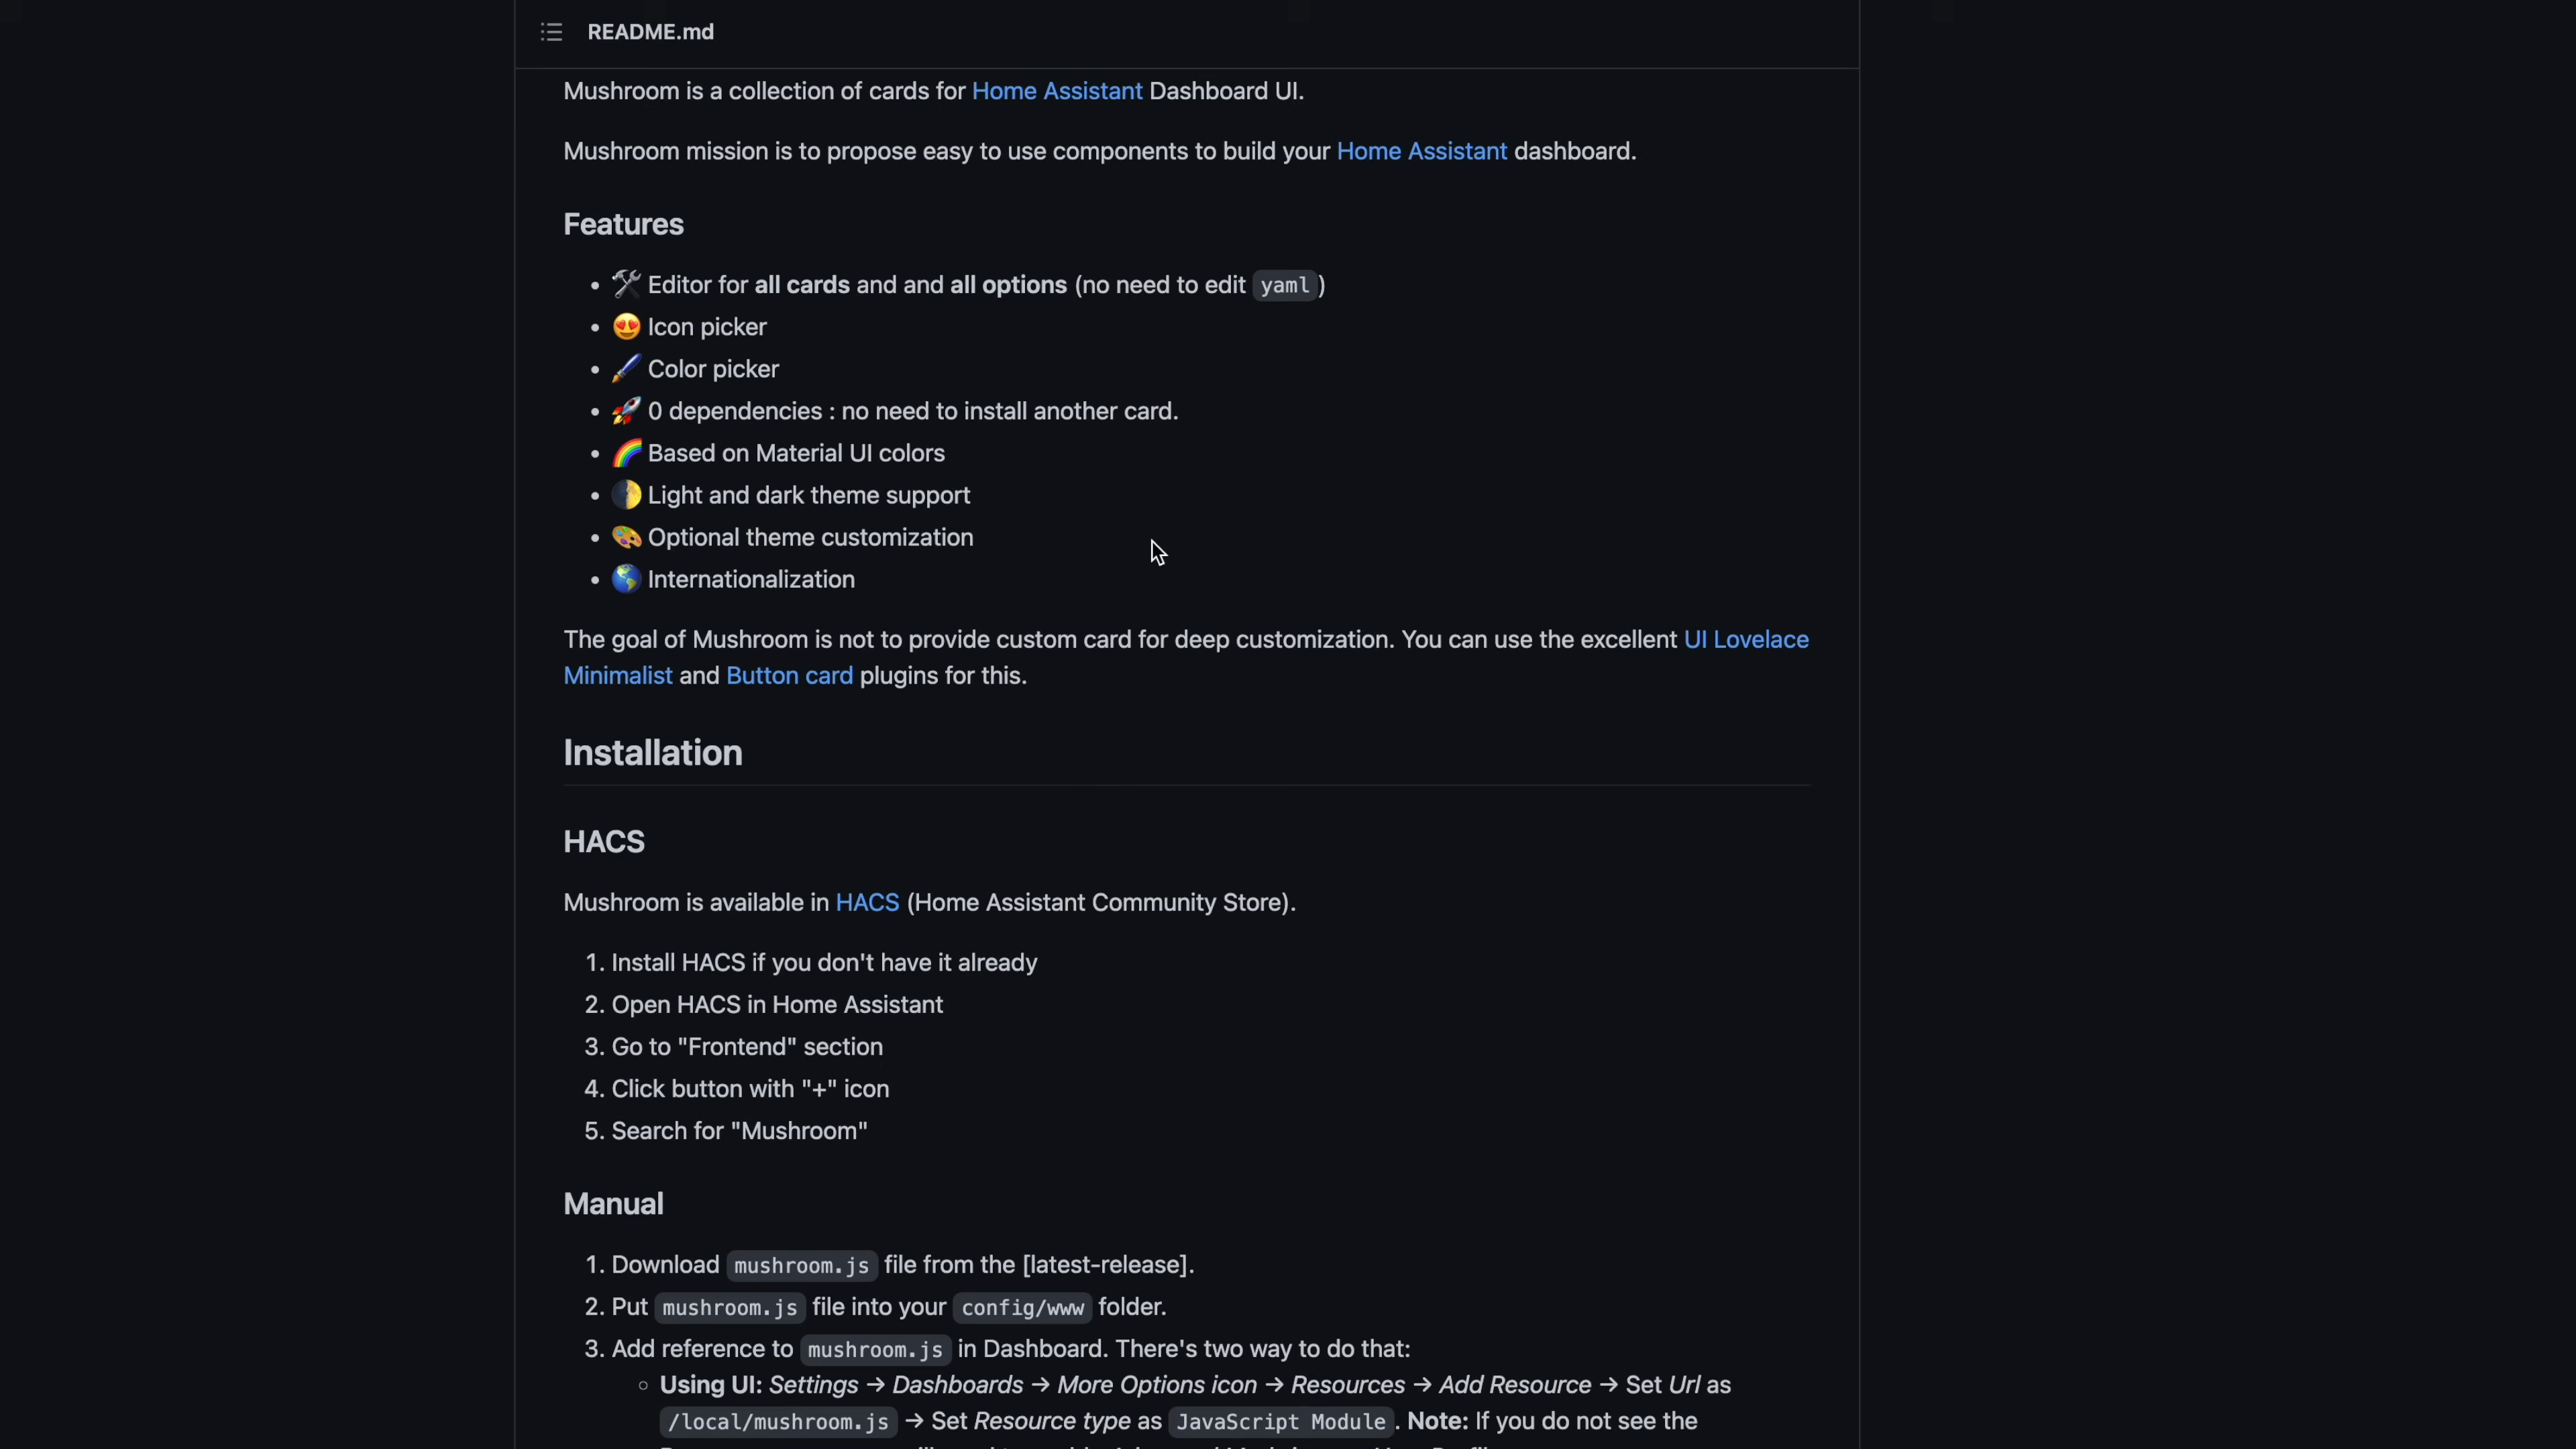 README.md
Mushroom is a collection of cards for Home Assistant Dashboard UI.
Mushroom mission is to propose easy to use components to build your Home Assistant dashboard.
Features
• 🛠 Editor for all cards and and all options (no need to edit yaml)
• 😍 Icon picker
• 🖌 Color picker
• 🚀 0 dependencies : no need to install another card.
• 🌈 Based on Material UI colors
• 🌓 Light and dark theme support
• 🎨 Optional theme customization
• 🌎 Internationalization
The goal of Mushroom is not to provide custom card for deep customization. You can use the excellent UI Lovelace
Minimalist and Button card plugins for this.
Installation
HACS
Mushroom is available in HACS (Home Assistant Community Store).
1. Install HACS if you don't have it already
2. Open HACS in Home Assistant
3. Go to "Frontend" section
4. Click button with "+" icon
5. Search for "Mushroom"
Manual
1. Download mushroom.js file from the [latest-release].
2. Put mushroom.js file into your config/www folder.
3. Add reference to mushroom.js in Dashboard. There's two way to do that:
◦ Using UI: Settings → Dashboards → More Options icon → Resources → Add Resource → Set Url as
/local/mushroom.js → Set Resource type as JavaScript Module. Note: If you do not see the